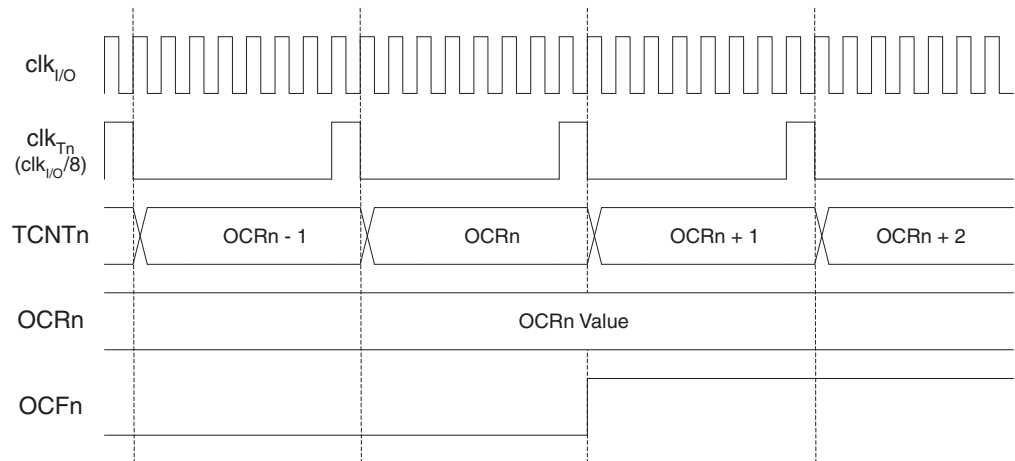 clkI/O
clkTn
(clkI/O/8)
TCNTn
OCRn - 1
OCRn
OCRn + 1
OCRn + 2
OCRn
OCRn Value
OCFn